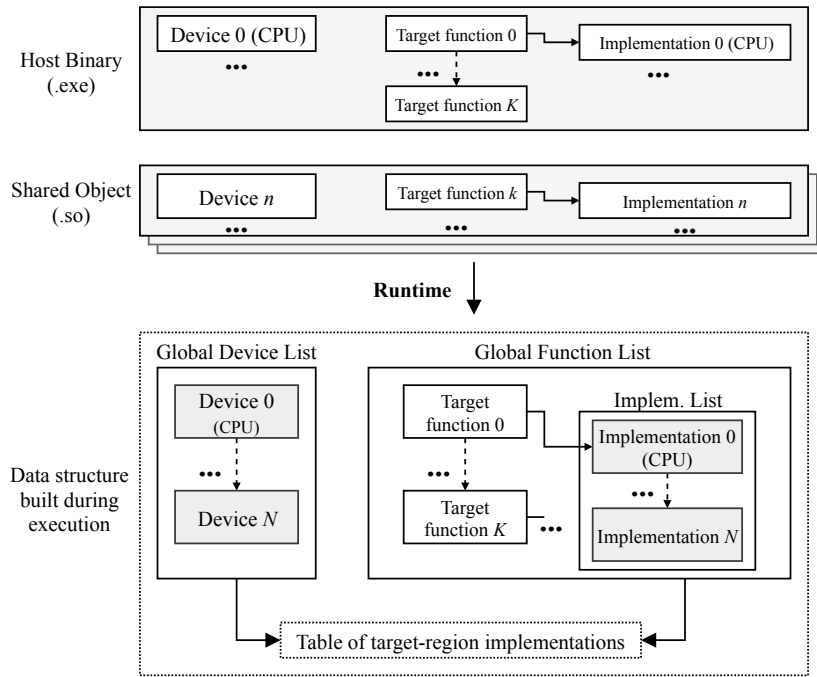 Host Binary
(.exe)
Device 0 (CPU)
•••
Target function 0
•••
Target function K
Implementation 0 (CPU)
•••
Shared Object
(.so)
Device n
•••
Target function k
•••
Implementation n
•••
Runtime
Data structure
built during
execution
Global Device List
Device 0
(CPU)
•••
Device N
Global Function List
Target
function 0
•••
Target
function K
•••
Implem. List
Implementation 0
(CPU)
•••
Implementation N
Table of target-region implementations